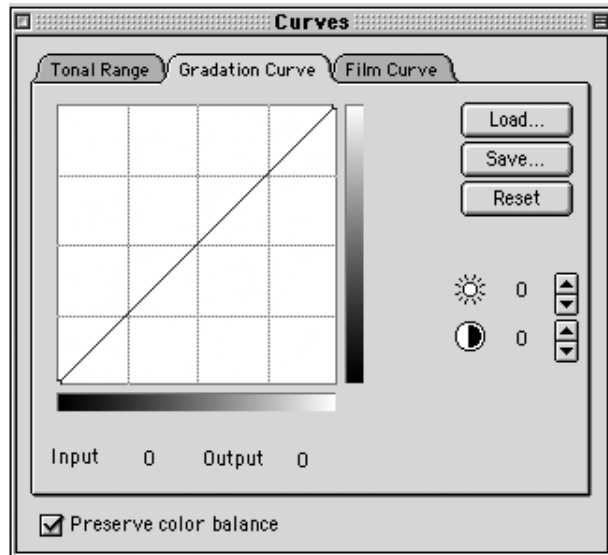 Curves
Tonal Range Gradation Curve Film Curve
Load...
Save...
Reset
0
0
Input 0 Output 0
Preserve color balance